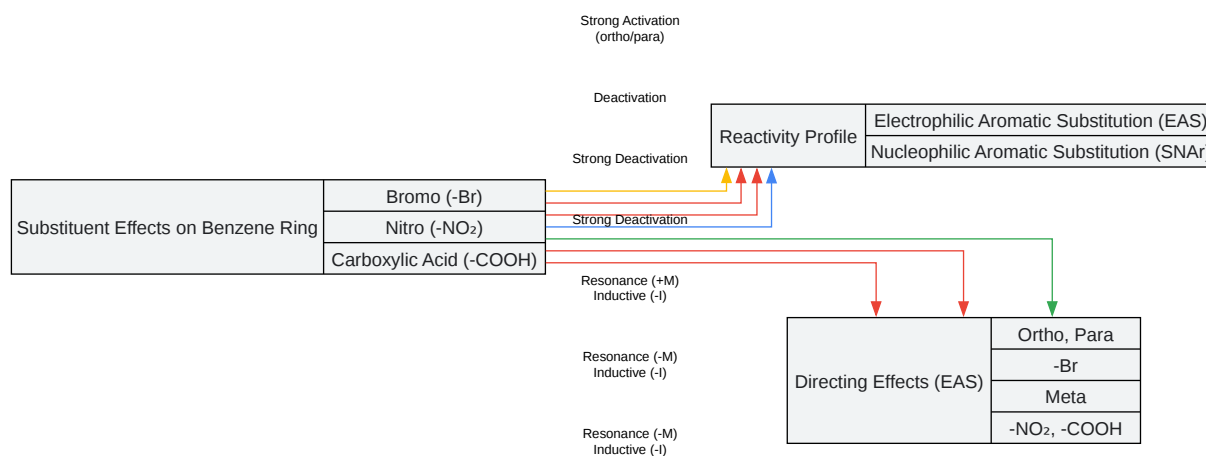 Strong Activation
(ortho/para)
Deactivation
Strong Deactivation
Strong Deactivation
Resonance (+M)
Inductive (-I)
Resonance (-M)
Inductive (-I)
Resonance (-M)
Inductive (-I)
Substituent Effects on Benzene Ring
Bromo (-Br)
Nitro (-NO₂)
Carboxylic Acid (-COOH)
Reactivity Profile
Electrophilic Aromatic Substitution (EAS)
Nucleophilic Aromatic Substitution (SNAr)
Directing Effects (EAS)
Ortho, Para
-Br
Meta
-NO₂, -COOH